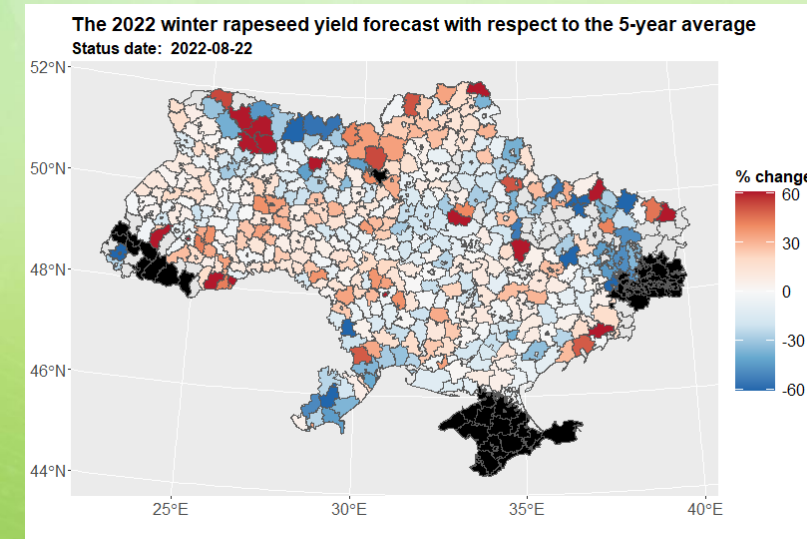 The 2022 winter rapeseed yield forecast with respect to the 5-year average
Status date: 2022-08-22
52°N
50°N
48°N
46°N
44°N
25°E
30°E
35°E
40°E
% change
60
30
0
-30
-60